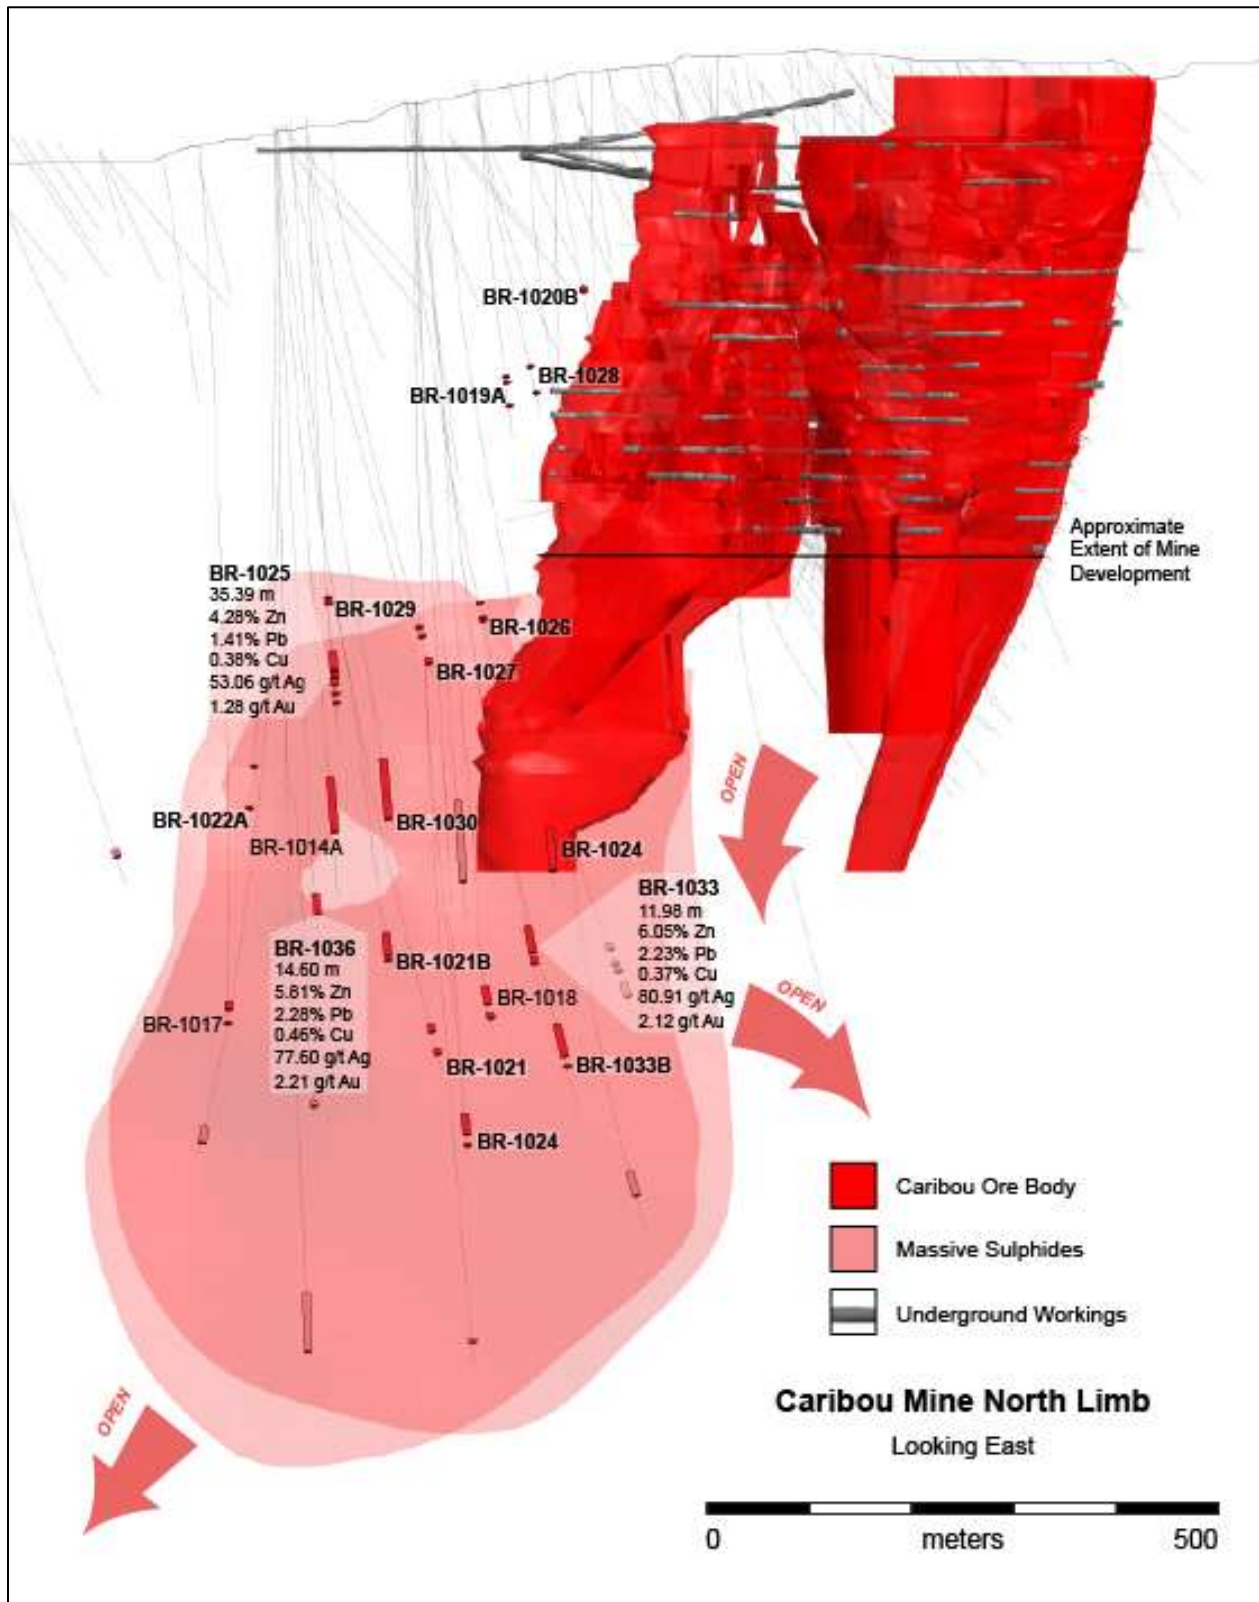 BR-1020B
BR-1028
BR-1019A
Approximate
Extent of Mine
Development
BR-1025
35.39 m
4.28% Zn
1.41% Pb
0.38% Cu
53.06 g/t Ag
1.28 g/t Au
BR-1029
BR-1026
BR-1027
OPEN
BR-1022A
BR-1030
BR-1014A
BR-1024
BR-1033
11.98 m
6.05% Zn
2.23% Pb
0.37% Cu
80.91 g/t Ag
2.12 g/t Au
BR-1036
14.60 m
5.81% Zn
2.28% Pb
0.46% Cu
77.60 g/t Ag
2.21 g/t Au
BR-1021B
BR-1018
OPEN
BR-1017
BR-1021
BR-1033B
BR-1024
Caribou Ore Body
Massive Sulphides
Underground Workings
OPEN
Caribou Mine North Limb
Looking East
0 meters 500